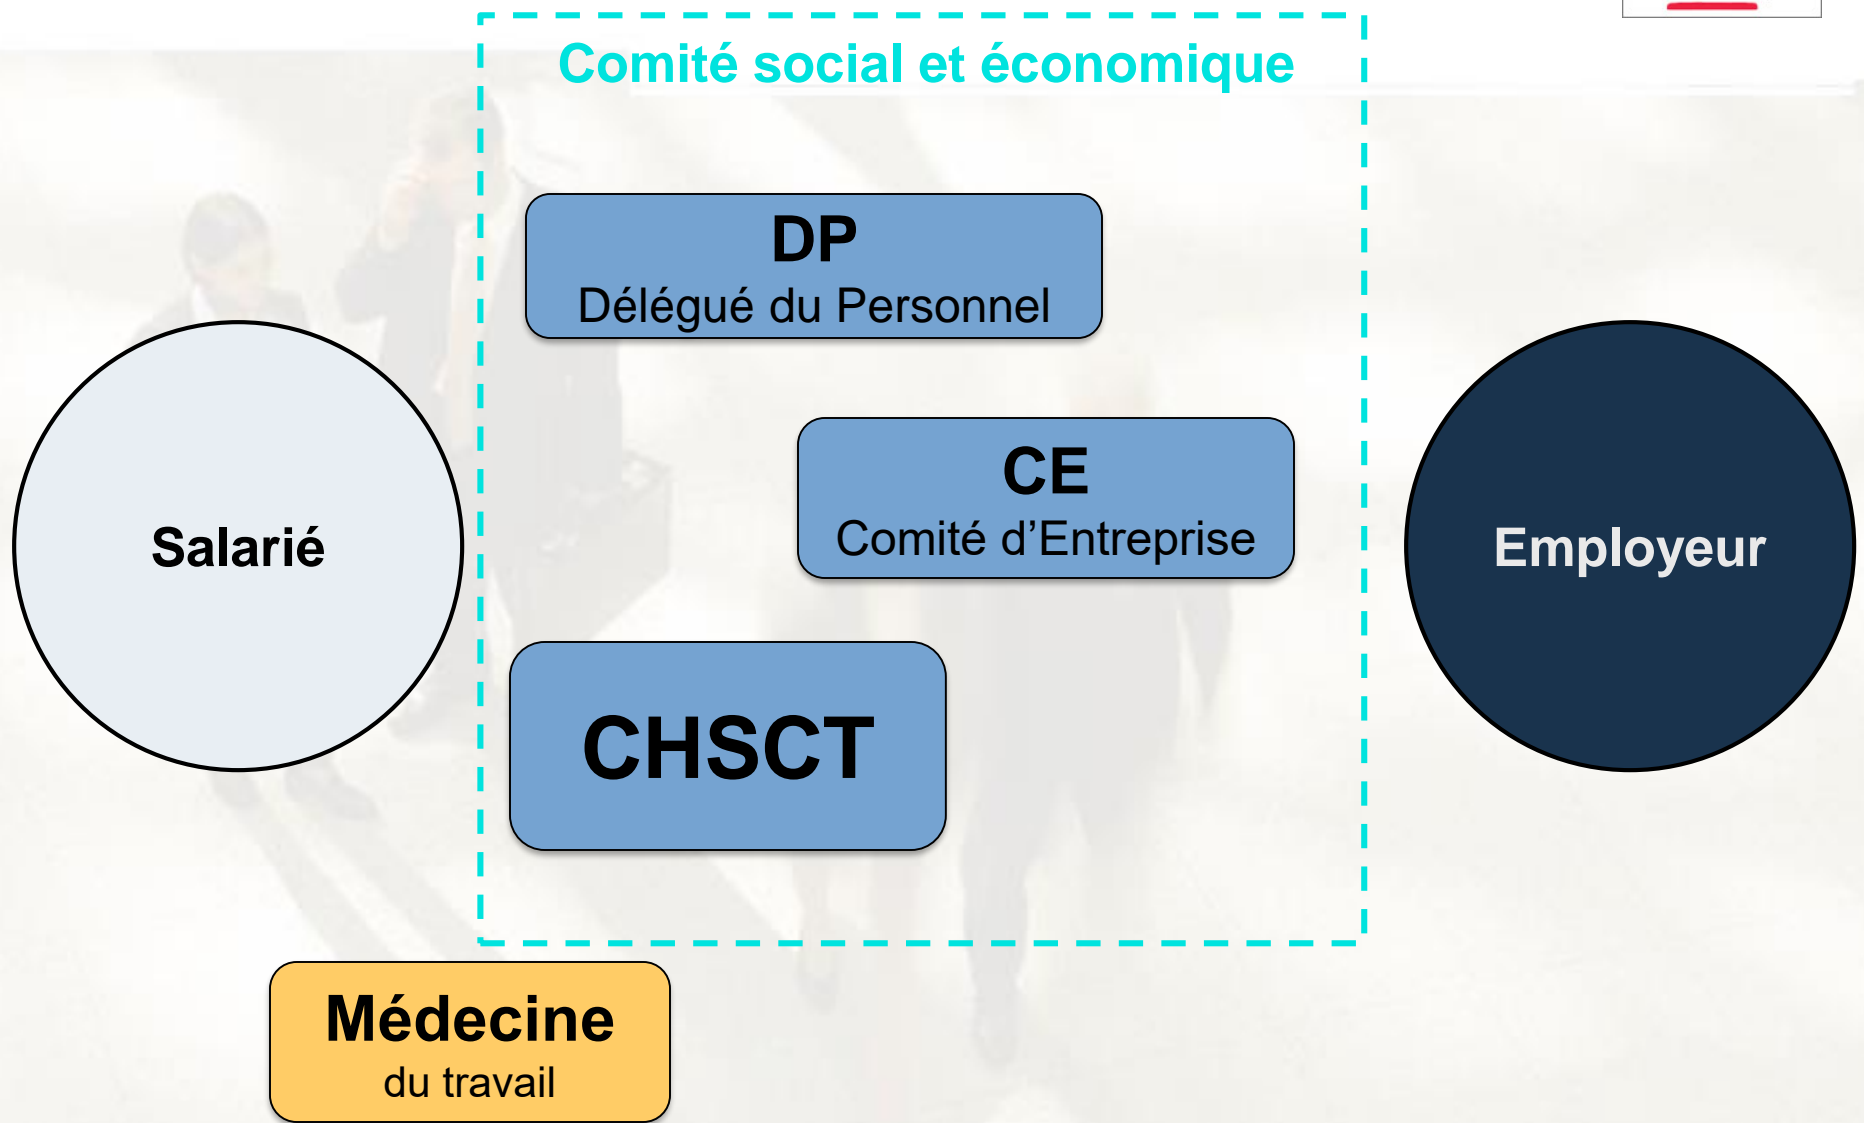 Comité social et économique
DP
Délégué du Personnel
CE
Comité d’Entreprise
Salarié
Employeur
CHSCT
Médecine
du travail